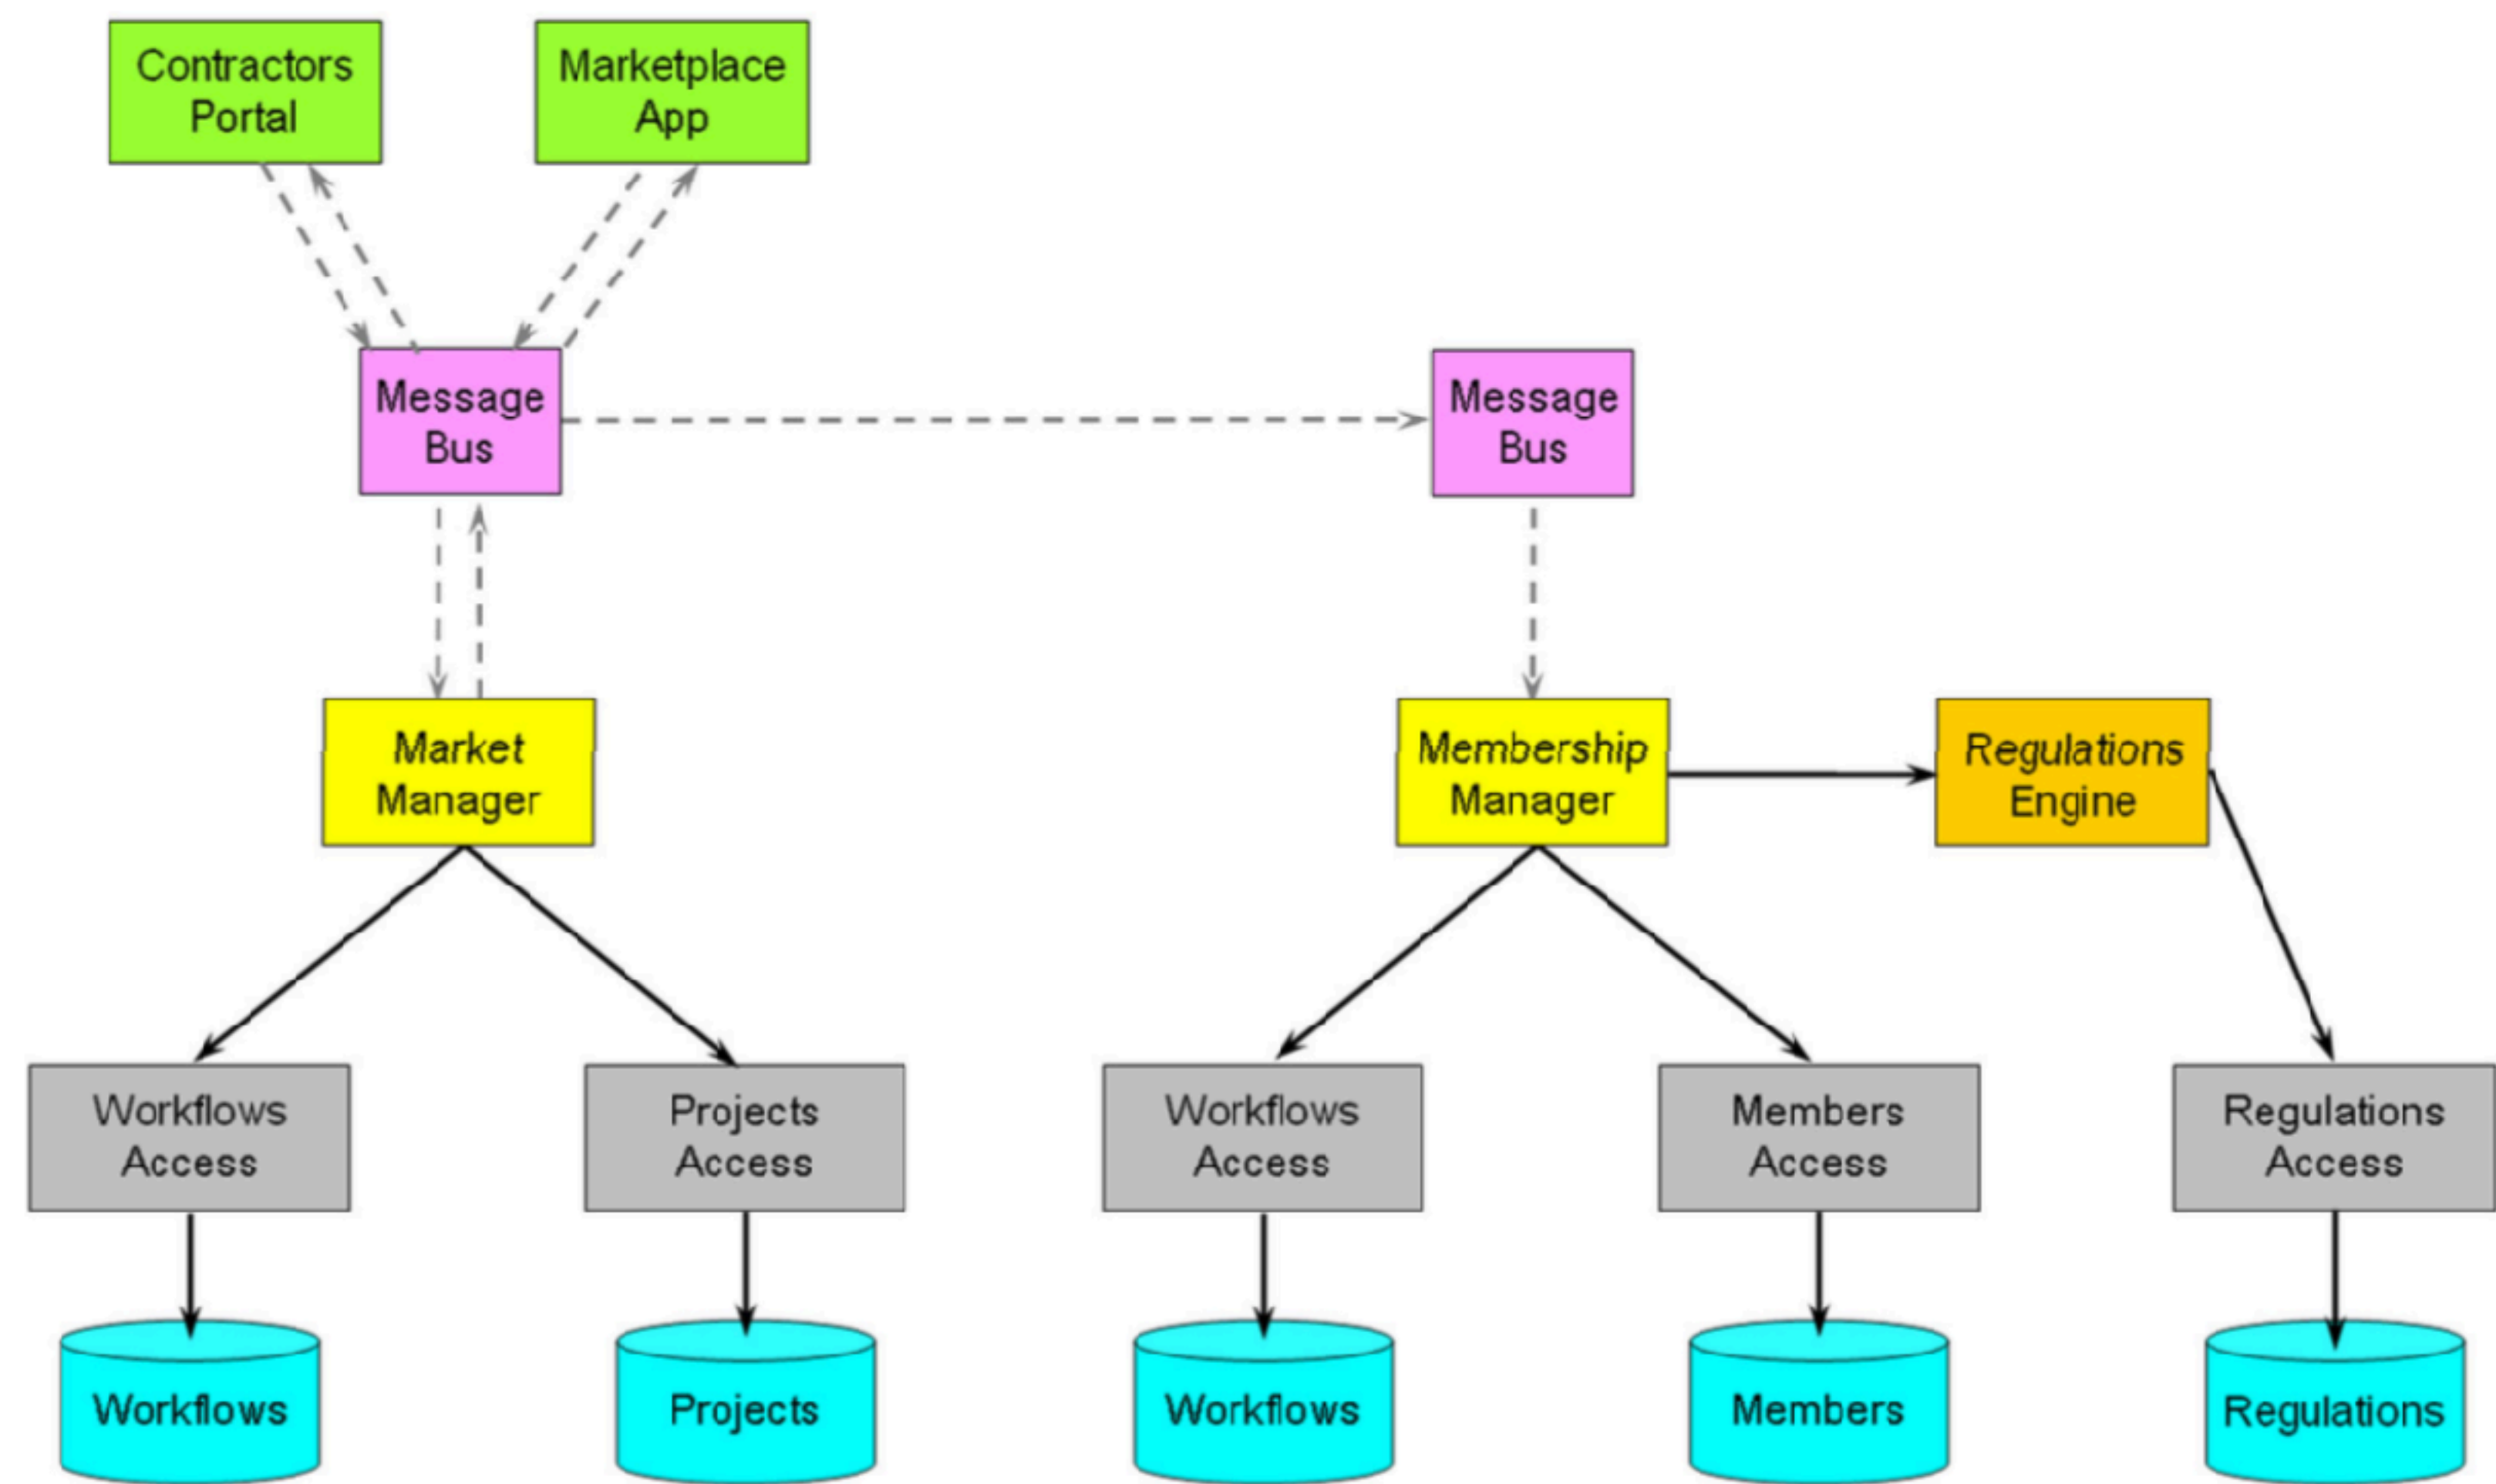 Contractors
Portal
Marketplace
App
Message
Bus
Message
Bus
Market
Manager
Membership
Manager
Regulations
Engine
Workflows
Access
Projects
Access
Workflows
Access
Members
Access
Regulations
Access
Workflows
Projects
Workflows
Members
Regulations